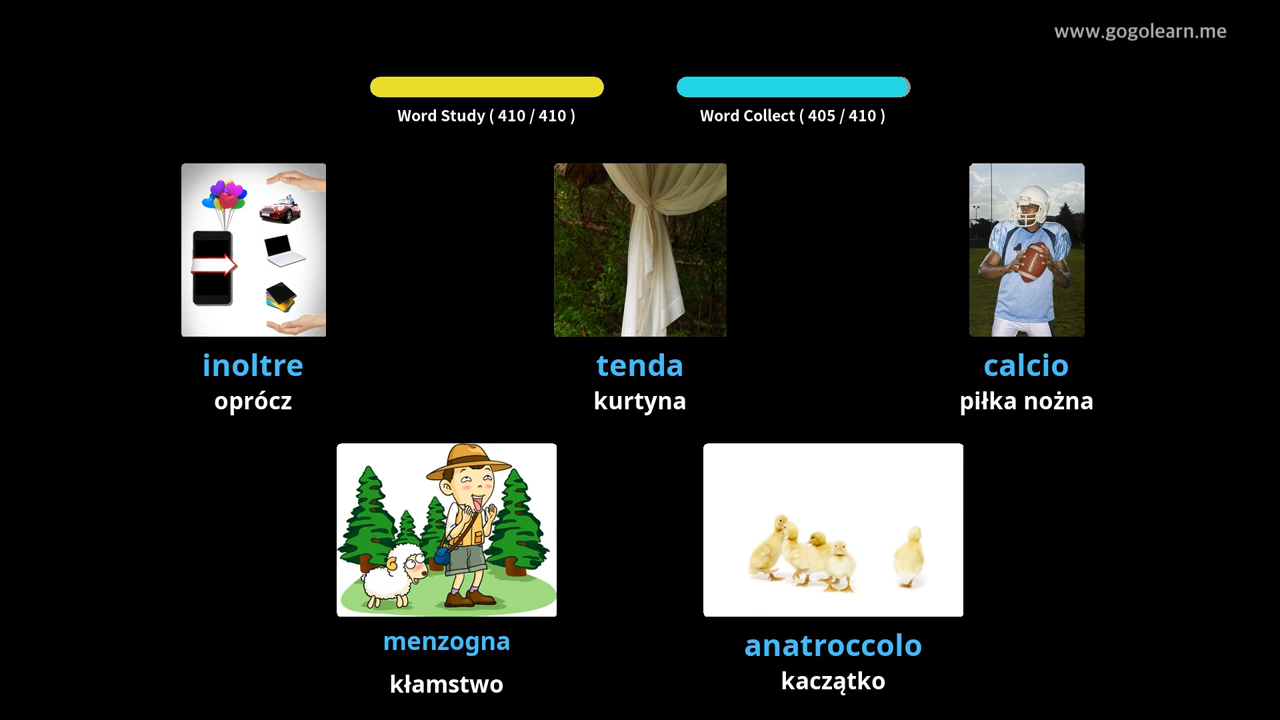 www.gogolearn.me
Word Study ( 410 / 410 )
Word Collect ( 405 / 410 )
inoltre
oprócz
tenda
kurtyna
calcio
piłka nożna
menzogna
kłamstwo
anatroccolo
kaczątko